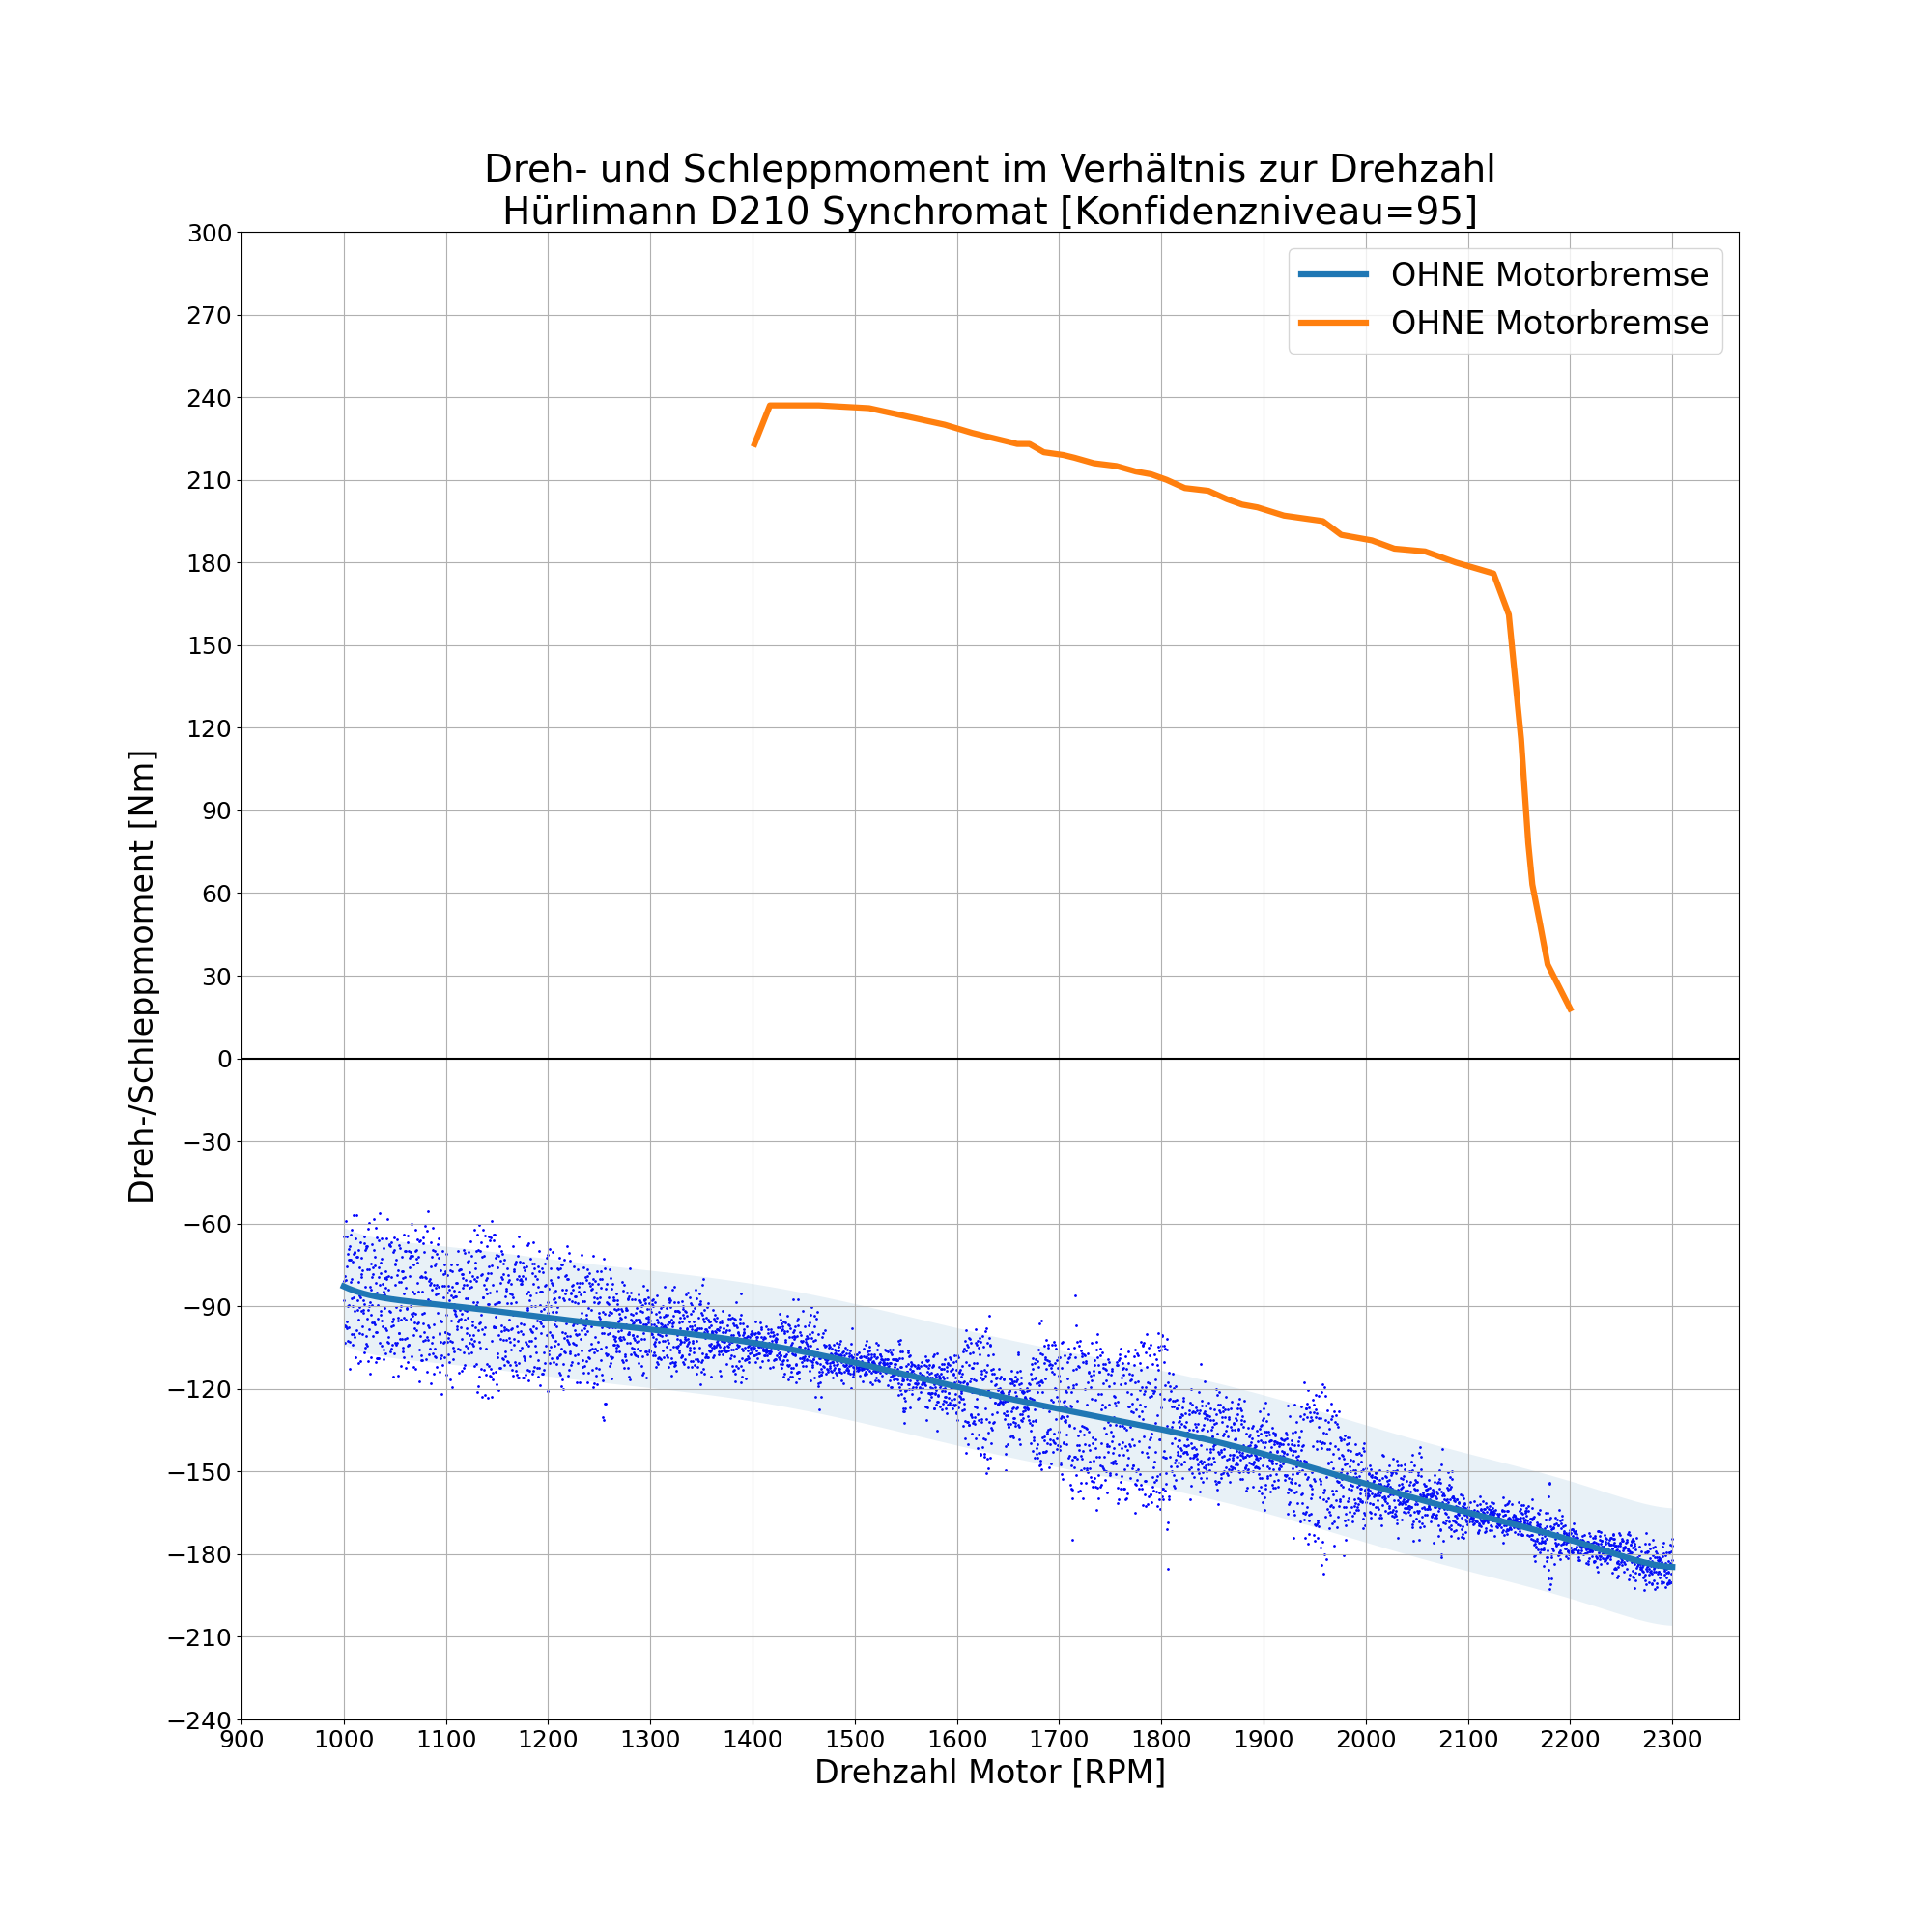 Dreh- und Schleppmoment im Verhältnis zur Drehzahl
Hürlimann D210 Synchromat [Konfidenzniveau=95]
OHNE Motorbremse
OHNE Motorbremse
Dreh-/Schleppmoment [Nm]
300
270
240
210
180
150
120
90
60
30
0
−30
−60
−90
−120
−150
−180
−210
−240
900 1000 1100 1200 1300 1400 1500 1600 1700 1800 1900 2000 2100 2200 2300
Drehzahl Motor [RPM]